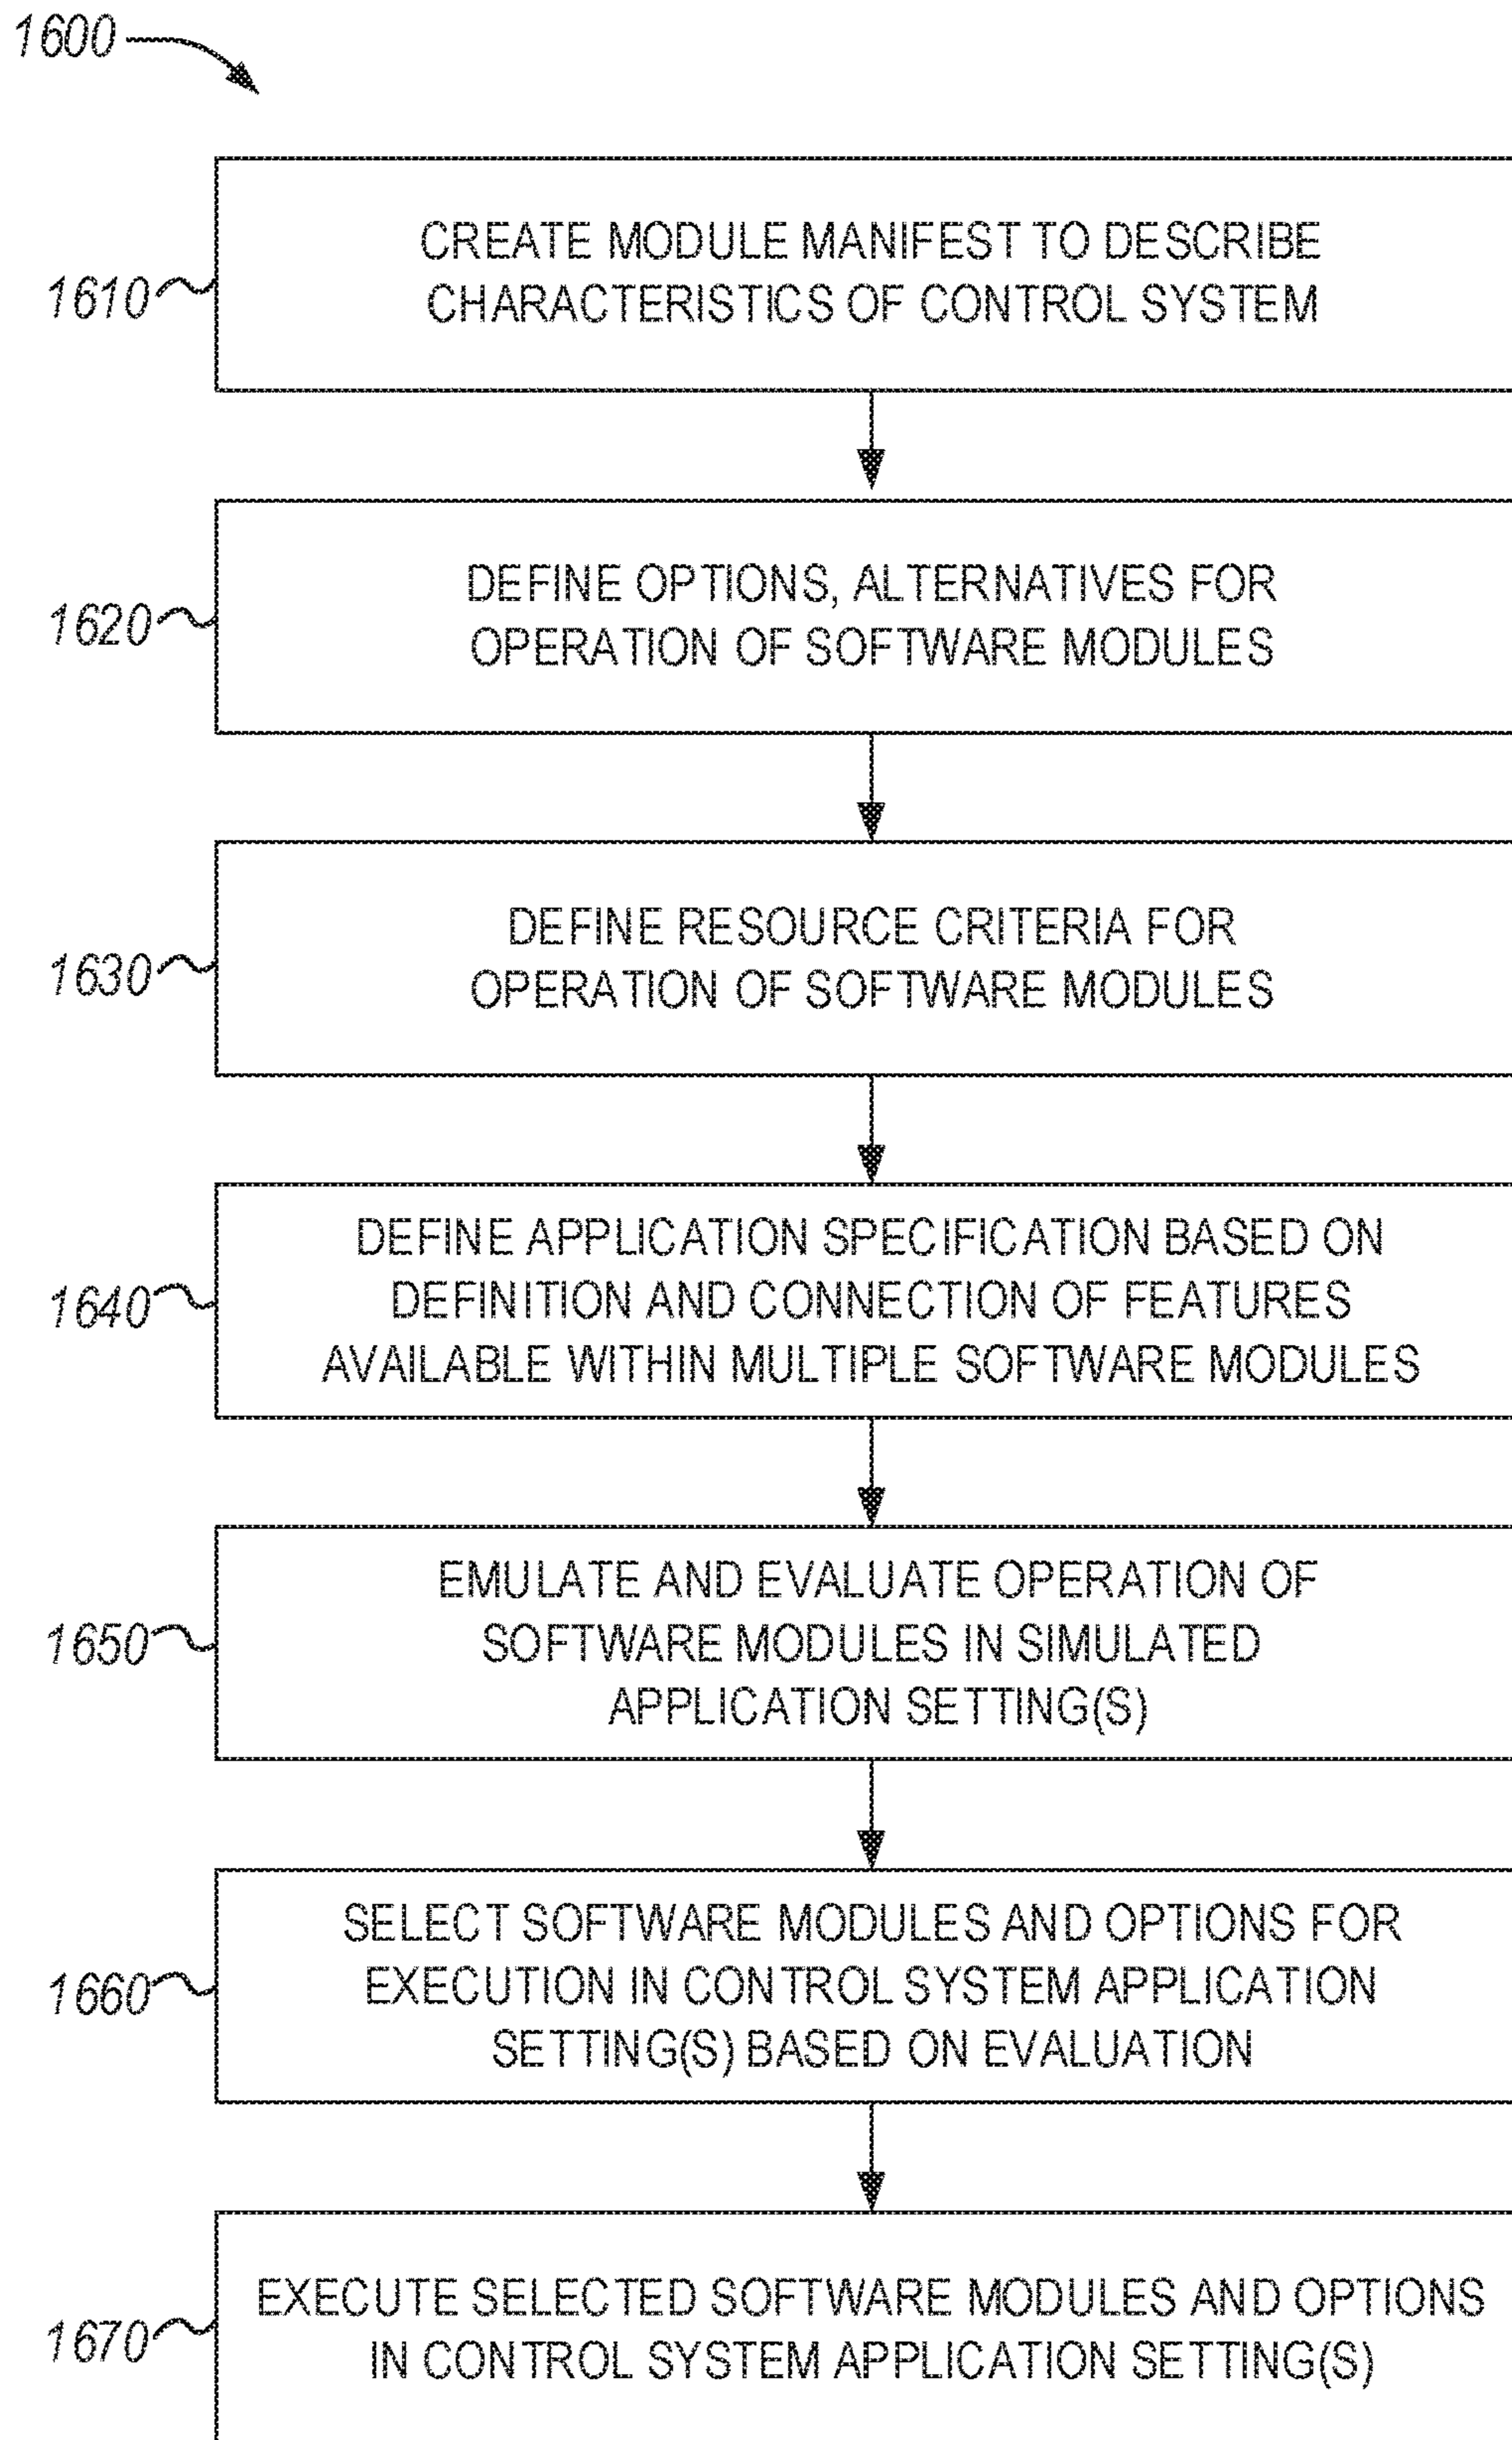 1600
CREATE MODULE MANIFEST TO DESCRIBE
CHARACTERISTICS OF CONTROL SYSTEM
1610
DEFINE OPTIONS, ALTERNATIVES FOR
OPERATION OF SOFTWARE MODULES
1620
DEFINE RESOURCE CRITERIA FOR
OPERATION OF SOFTWARE MODULES
1630
DEFINE APPLICATION SPECIFICATION BASED ON
DEFINITION AND CONNECTION OF FEATURES
AVAILABLE WITHIN MULTIPLE SOFTWARE MODULES
1640
EMULATE AND EVALUATE OPERATION OF
SOFTWARE MODULES IN SIMULATED
APPLICATION SETTING(S)
1650
SELECT SOFTWARE MODULES AND OPTIONS FOR
EXECUTION IN CONTROL SYSTEM APPLICATION
SETTING(S) BASED ON EVALUATION
1660
EXECUTE SELECTED SOFTWARE MODULES AND OPTIONS
IN CONTROL SYSTEM APPLICATION SETTING(S)
1670